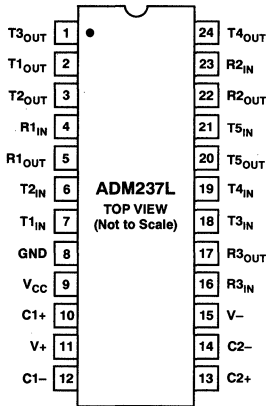 T3OUT 1 24 T4OUT
T1OUT 2 23 R2IN
T2OUT 3 22 R2OUT
R1IN 4 21 T5IN
R1OUT 5 20 T5OUT
T2IN 6 ADM237L 19 T4IN
T1IN 7 TOP VIEW 18 T3IN
GND 8 (Not to Scale) 17 R3OUT
VCC 9 16 R3IN
C1+ 10 15 V–
V+ 11 14 C2–
C1– 12 13 C2+